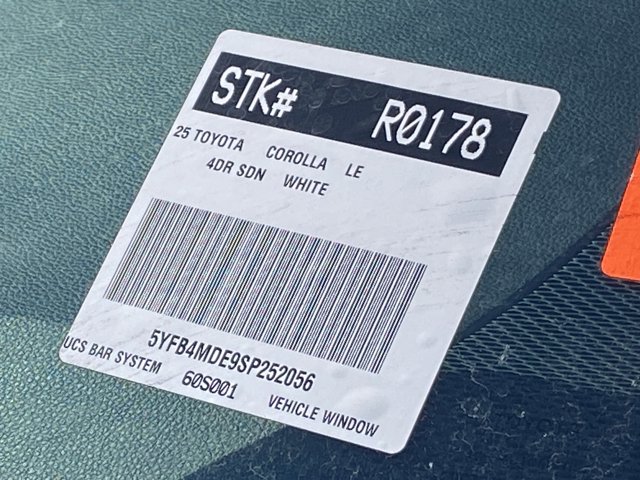 STK# R0178
25 TOYOTA COROLLA LE
4DR SDN WHITE
5YFB4MDE9SP252056
UCS BAR SYSTEM 60S001 VEHICLE WINDOW